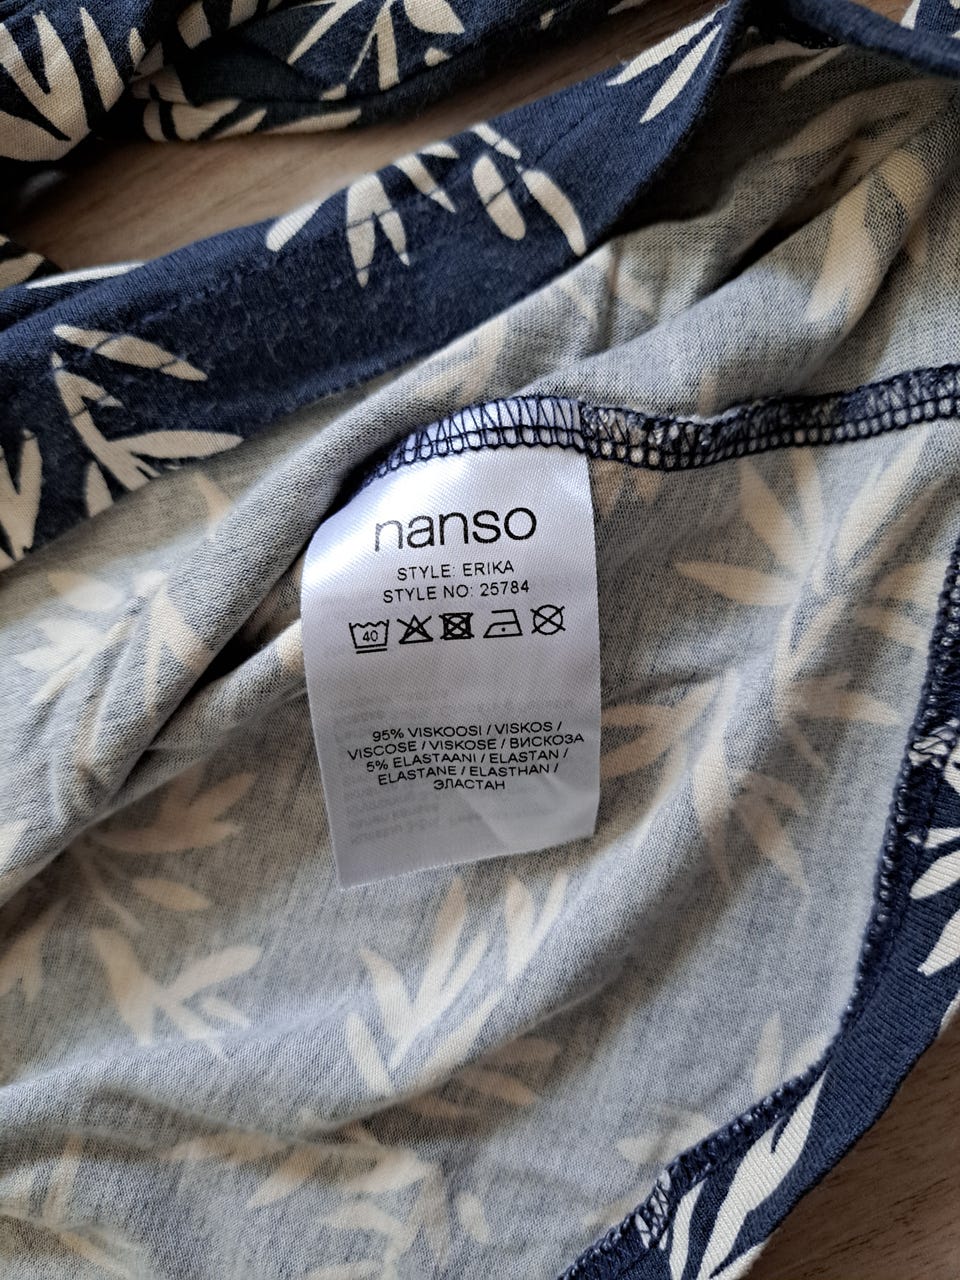 nanso
STYLE: ERIKA
STYLE NO: 25784
40
95% VISKOOSI / VISKOS /
VISCOSE / VISKOSE / ВИСКОЗА
5% ELASTAANI / ELASTAN /
ELASTANE / ELASTHAN /
ЭЛАСТАН